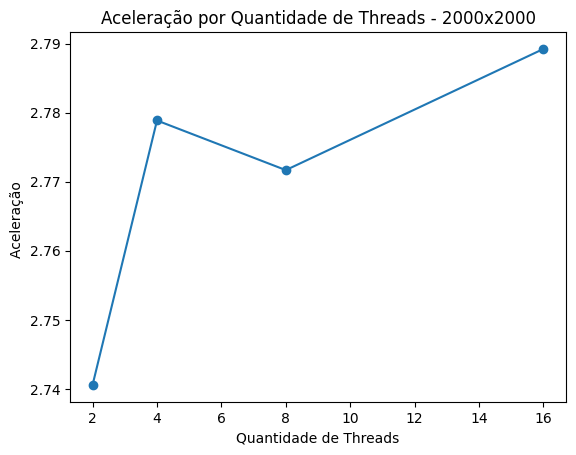 Aceleração por Quantidade de Threads - 2000x2000
2.79
2.78
2.77
2.76
2.75
2.74
Aceleração
2 4 6 8 10 12 14 16
Quantidade de Threads